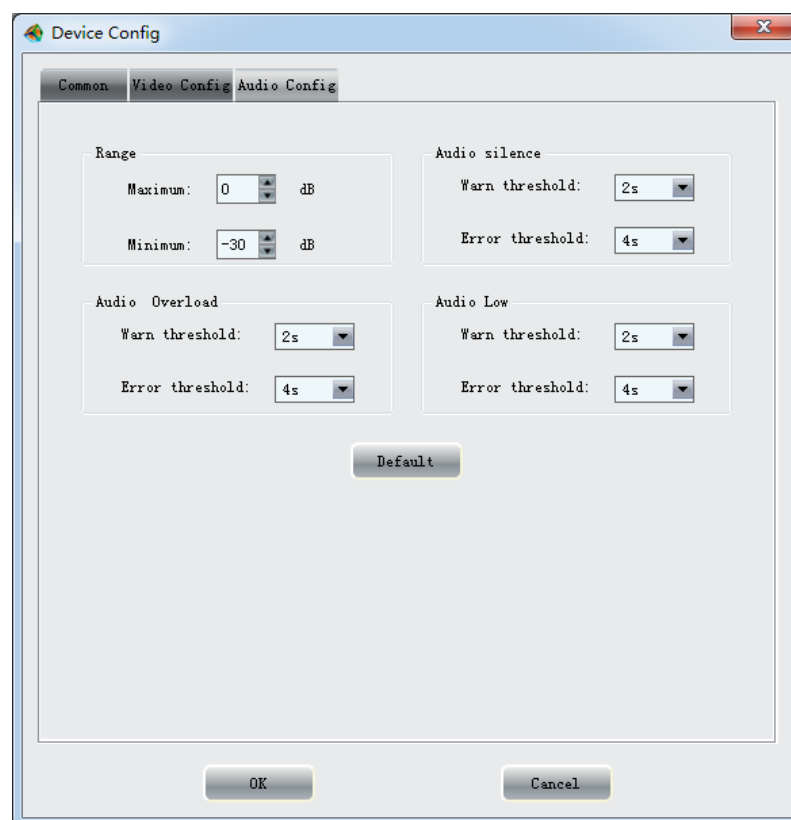 Device Config
Common Video Config Audio Config
Range
Maximum: 0 dB
Minimum: -30 dB
Audio silence
Warn threshold: 2s
Error threshold: 4s
Audio Overload
Warn threshold: 2s
Error threshold: 4s
Audio Low
Warn threshold: 2s
Error threshold: 4s
Default
OK Cancel